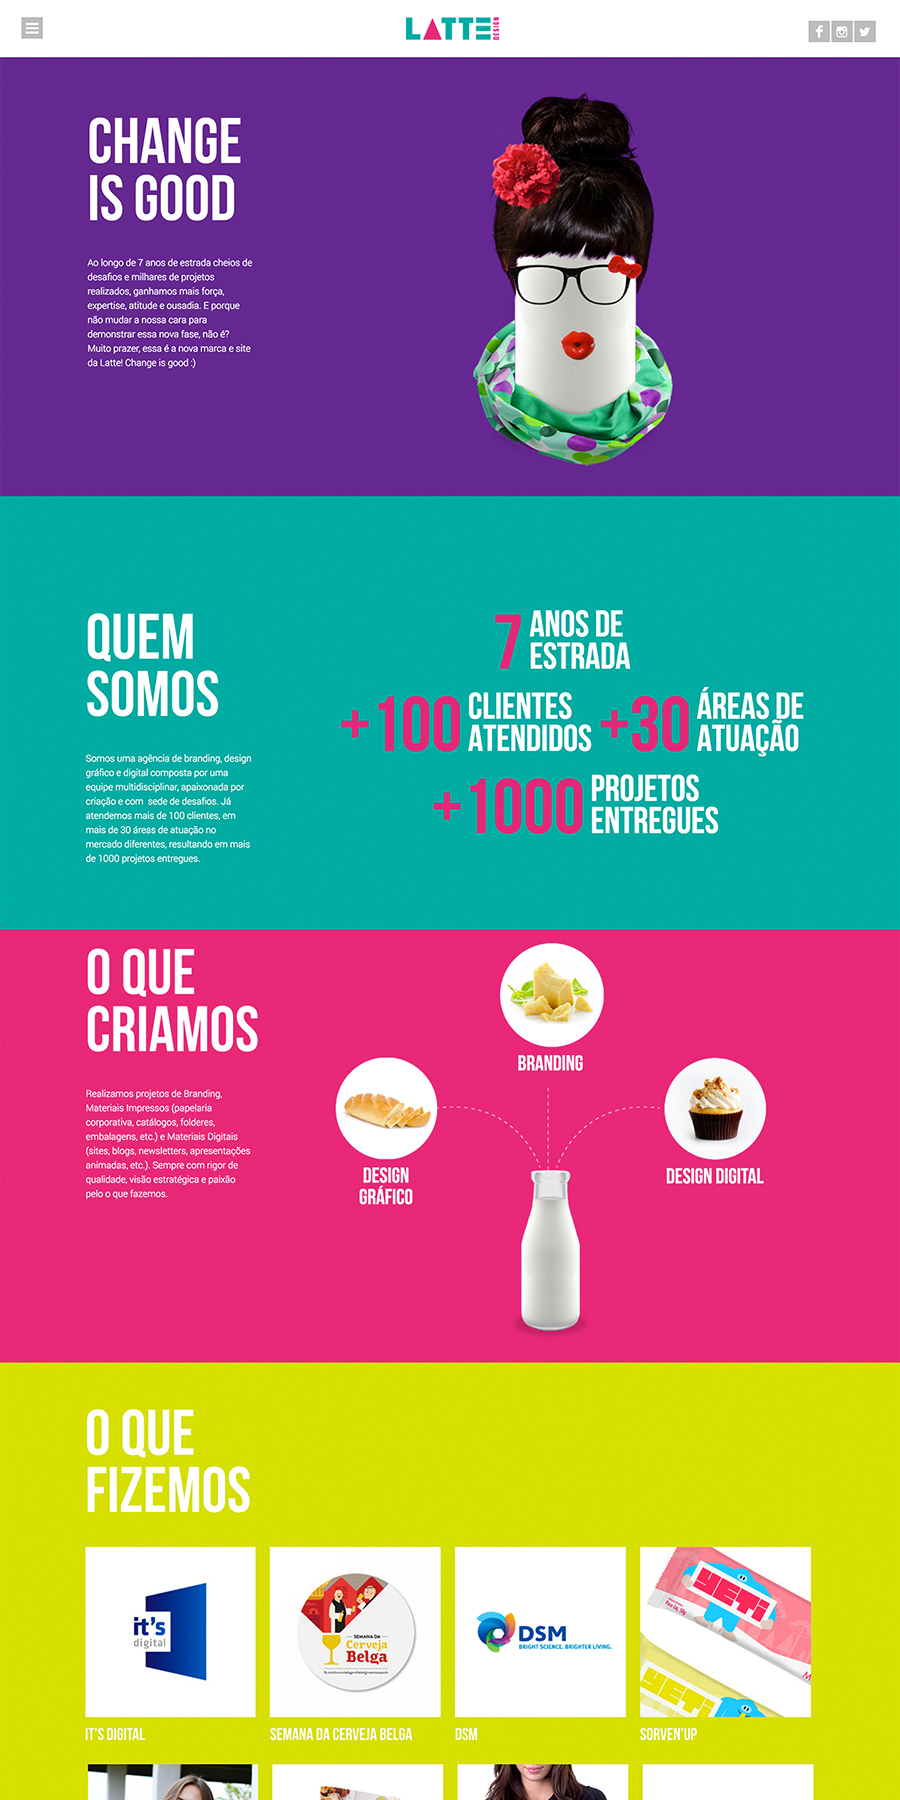 LATTE DESIGN
CHANGE
IS GOOD
Ao longo de 7 anos de estrada cheios de
desafios e milhares de projetos
realizados, ganhamos mais força,
expertise, atitude e ousadia. E porque
não mudar a nossa cara para
demonstrar essa nova fase, não é?
Muito prazer, essa é a nova marca e site
da Latte! Change is good :)
QUEM
SOMOS
Somos uma agência de branding, design
gráfico e digital composta por uma
equipe multidisciplinar, apaixonada por
criação e com sede de desafios. Já
atendemos mais de 100 clientes, em
mais de 30 áreas de atuação no
mercado diferentes, resultando em mais
de 1000 projetos entregues.
7 ANOS DE
ESTRADA
+100 CLIENTES
ATENDIDOS
+30 ÁREAS DE
ATUAÇÃO
+1000 PROJETOS
ENTREGUES
O QUE
CRIAMOS
Realizamos projetos de Branding,
Materiais Impressos (papelaria
corporativa, catálogos, folderes,
embalagens, etc.) e Materiais Digitais
(sites, blogs, newsletters, apresentações
animadas, etc.). Sempre com rigor de
qualidade, visão estratégica e paixão
pelo o que fazemos.
BRANDING
DESIGN
GRÁFICO
DESIGN DIGITAL
O QUE
FIZEMOS
it's
digital
SEMANA DA
Cerveja
Belga
DSM
BRIGHT SCIENCE. BRIGHTER LIVING.
YETi
YETi
IT'S DIGITAL
SEMANA DA CERVEJA BELGA
DSM
SORVEN'UP